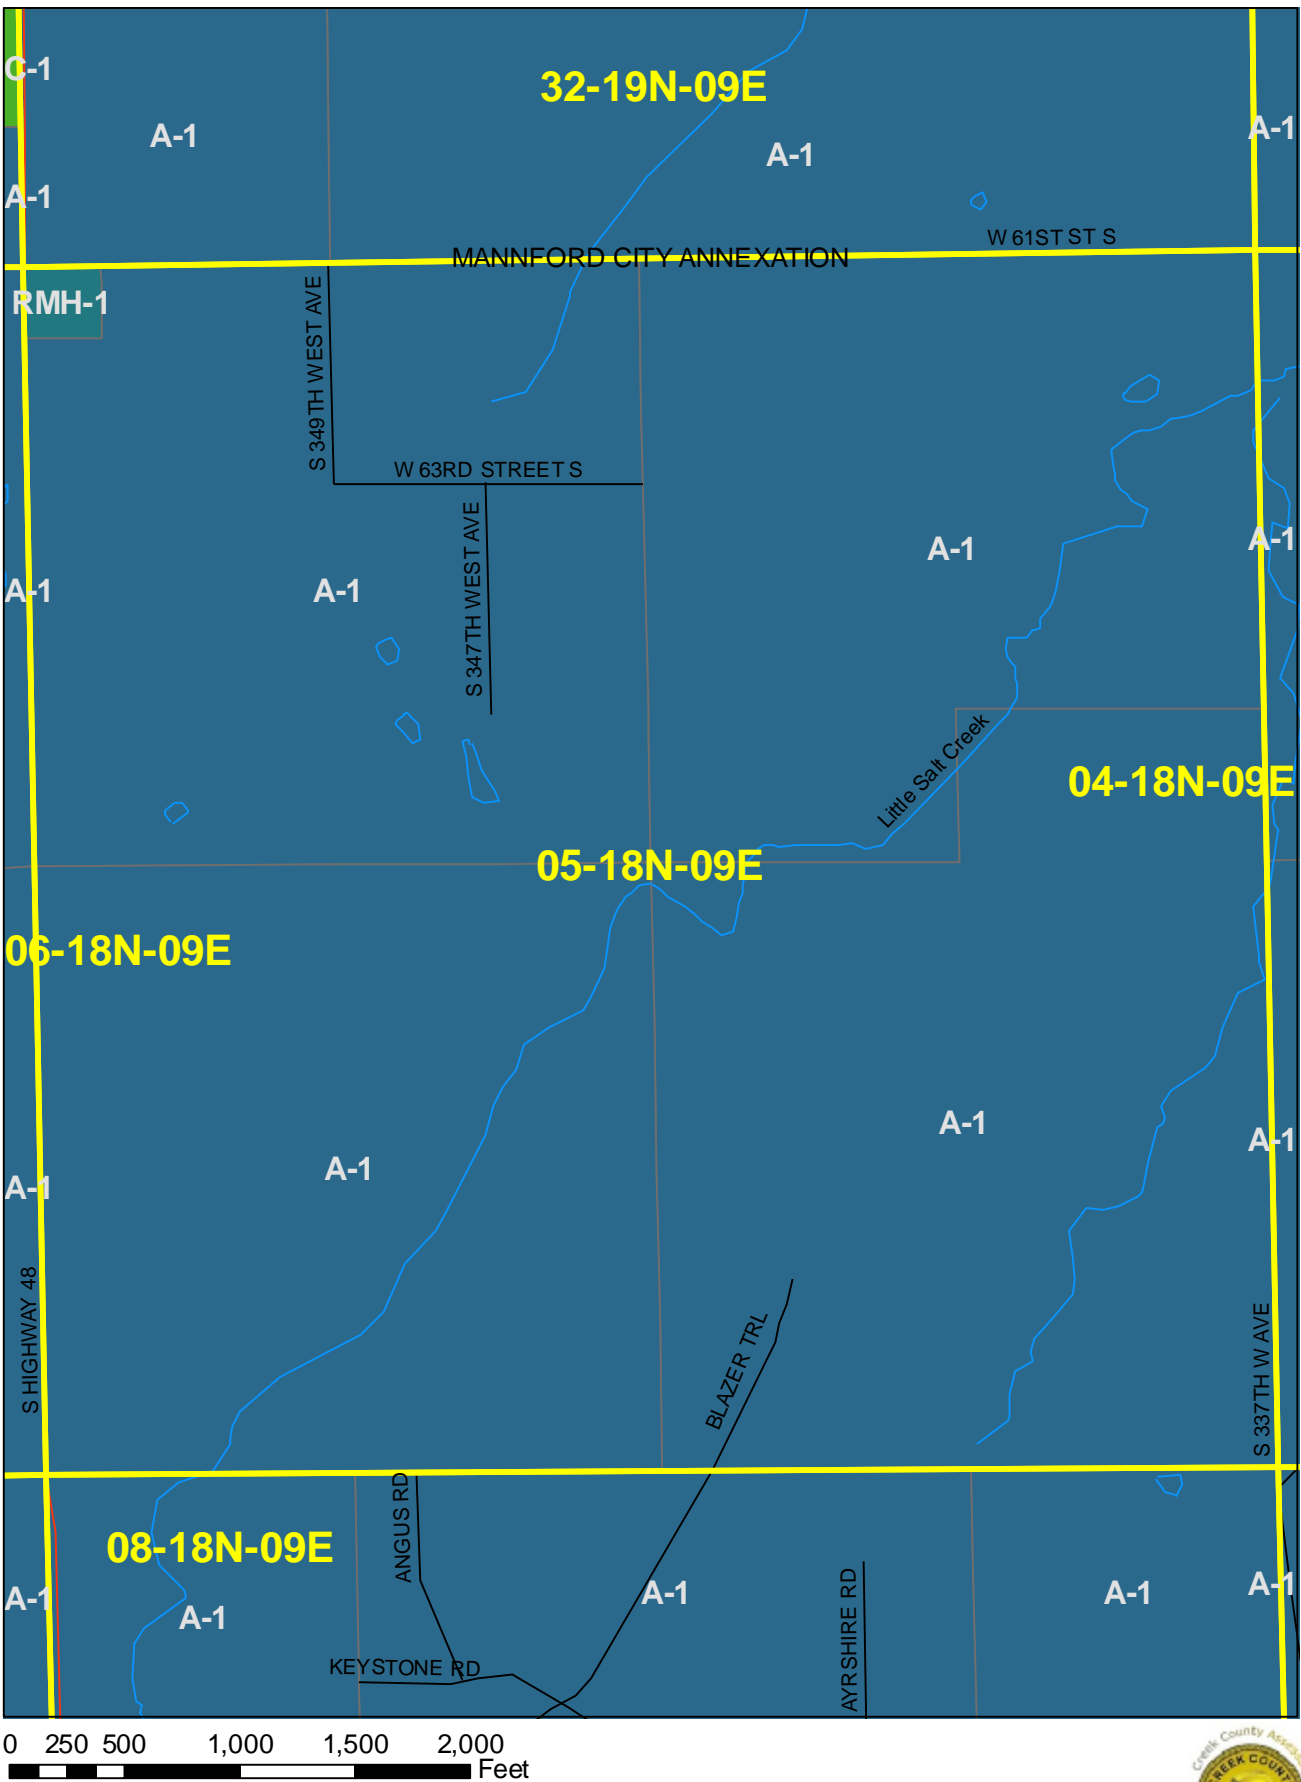 C-1
32-19N-09E
A-1
A-1
A-1
A-1
W 61ST ST S
MANNFORD CITY ANNEXATION
RMH-1
S 349TH WEST AVE
W 63RD STREET S
S 347TH WEST AVE
A-1
A-1
A-1
A-1
Little Salt Creek
04-18N-09E
05-18N-09E
06-18N-09E
A-1
A-1
A-1
A-1
S HIGHWAY 48
BLAZER TRL
S 337TH W AVE
ANGUS RD
08-18N-09E
A-1
A-1
A-1
A-1
A-1
AYRSHIRE RD
KEYSTONE RD
0 250 500 1,000 1,500 2,000
Feet
Creek County
CREEK